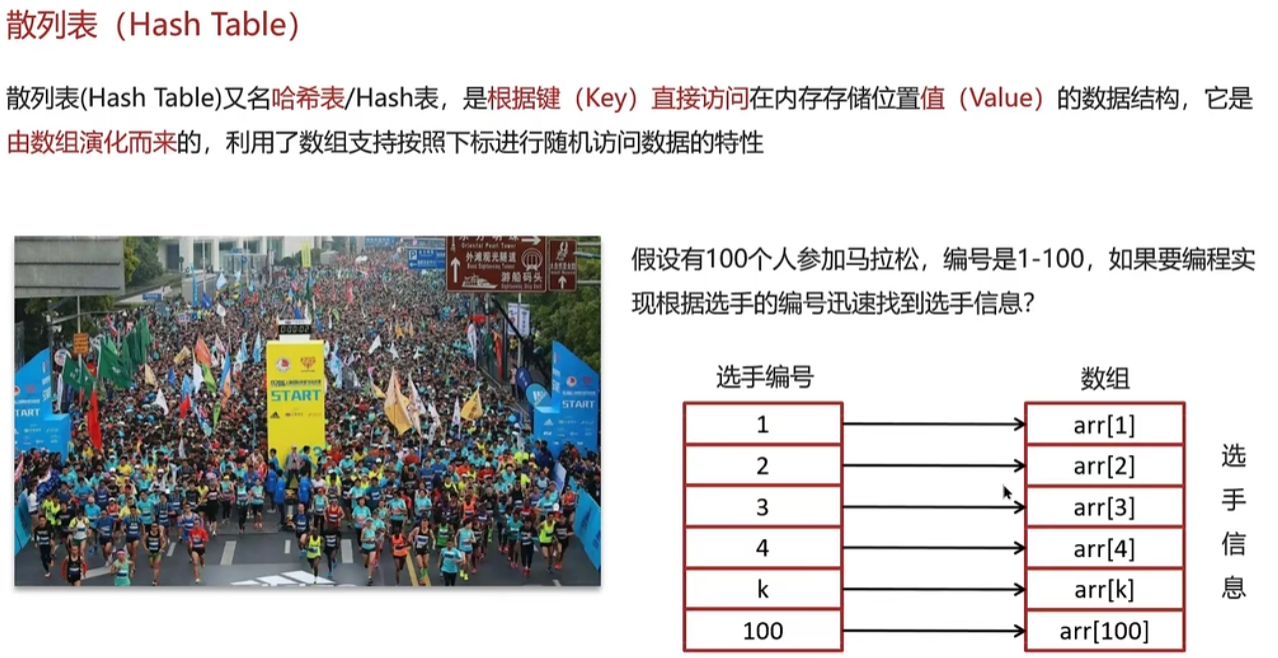 散列表（Hash Table）
散列表(Hash Table)又名哈希表/Hash表，是根据键（Key）直接访问在内存存储位置值（Value）的数据结构，它是
由数组演化而来的，利用了数组支持按照下标进行随机访问数据的特性
Oriental Pearl Tower
外滩观光隧道
Bund Sightseeing Tunnel
游船码头
START
START
START
假设有100个人参加马拉松，编号是1-100，如果要编程实
现根据选手的编号迅速找到选手信息？
选手编号
数组
1
arr[1]
2
arr[2]
3
arr[3]
4
arr[4]
k
arr[k]
100
arr[100]
选
手
信
息